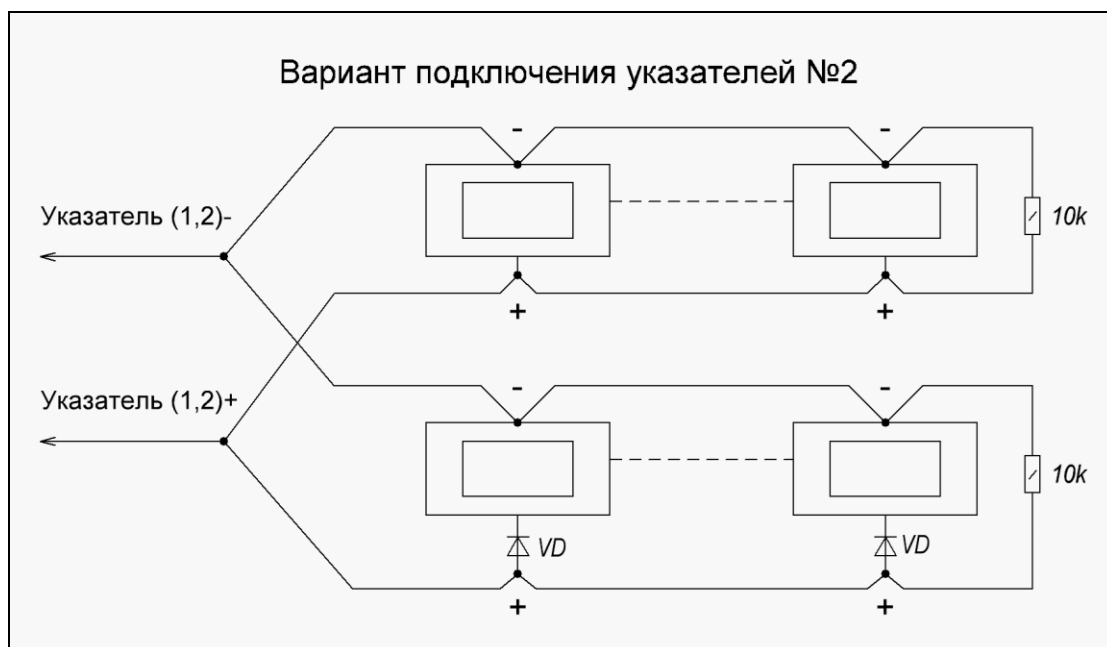 Вариант подключения указателей №2
- -
Указатель (1,2)-
10k
+ +
- -
Указатель (1,2)+
10k
VD VD
+ +